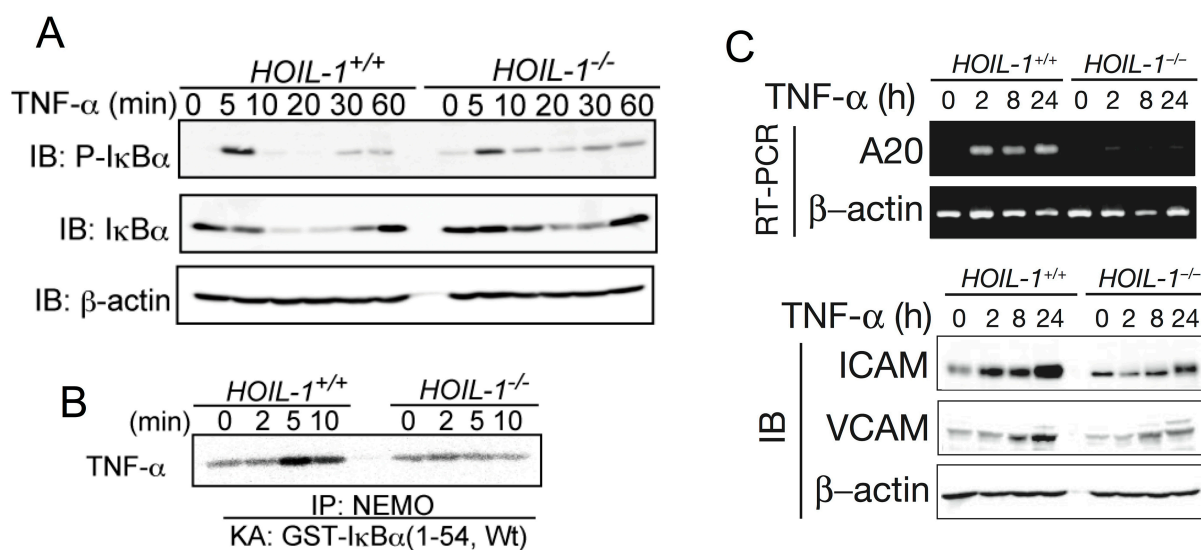 A
HOIL-1+/+ HOIL-1-/-
TNF-α (min) 0 5 10 20 30 60 0 5 10 20 30 60
IB: P-IκBα
IB: IκBα
IB: β-actin
B
HOIL-1+/+ HOIL-1-/-
(min) 0 2 5 10 0 2 5 10
TNF-α
IP: NEMO
KA: GST-IκBα(1-54, Wt)
C
HOIL-1+/+ HOIL-1–/–
TNF-α (h) 0 2 8 24 0 2 8 24
RT-PCR
A20
β–actin
HOIL-1+/+ HOIL-1–/–
TNF-α (h) 0 2 8 24 0 2 8 24
IB
ICAM
VCAM
β–actin